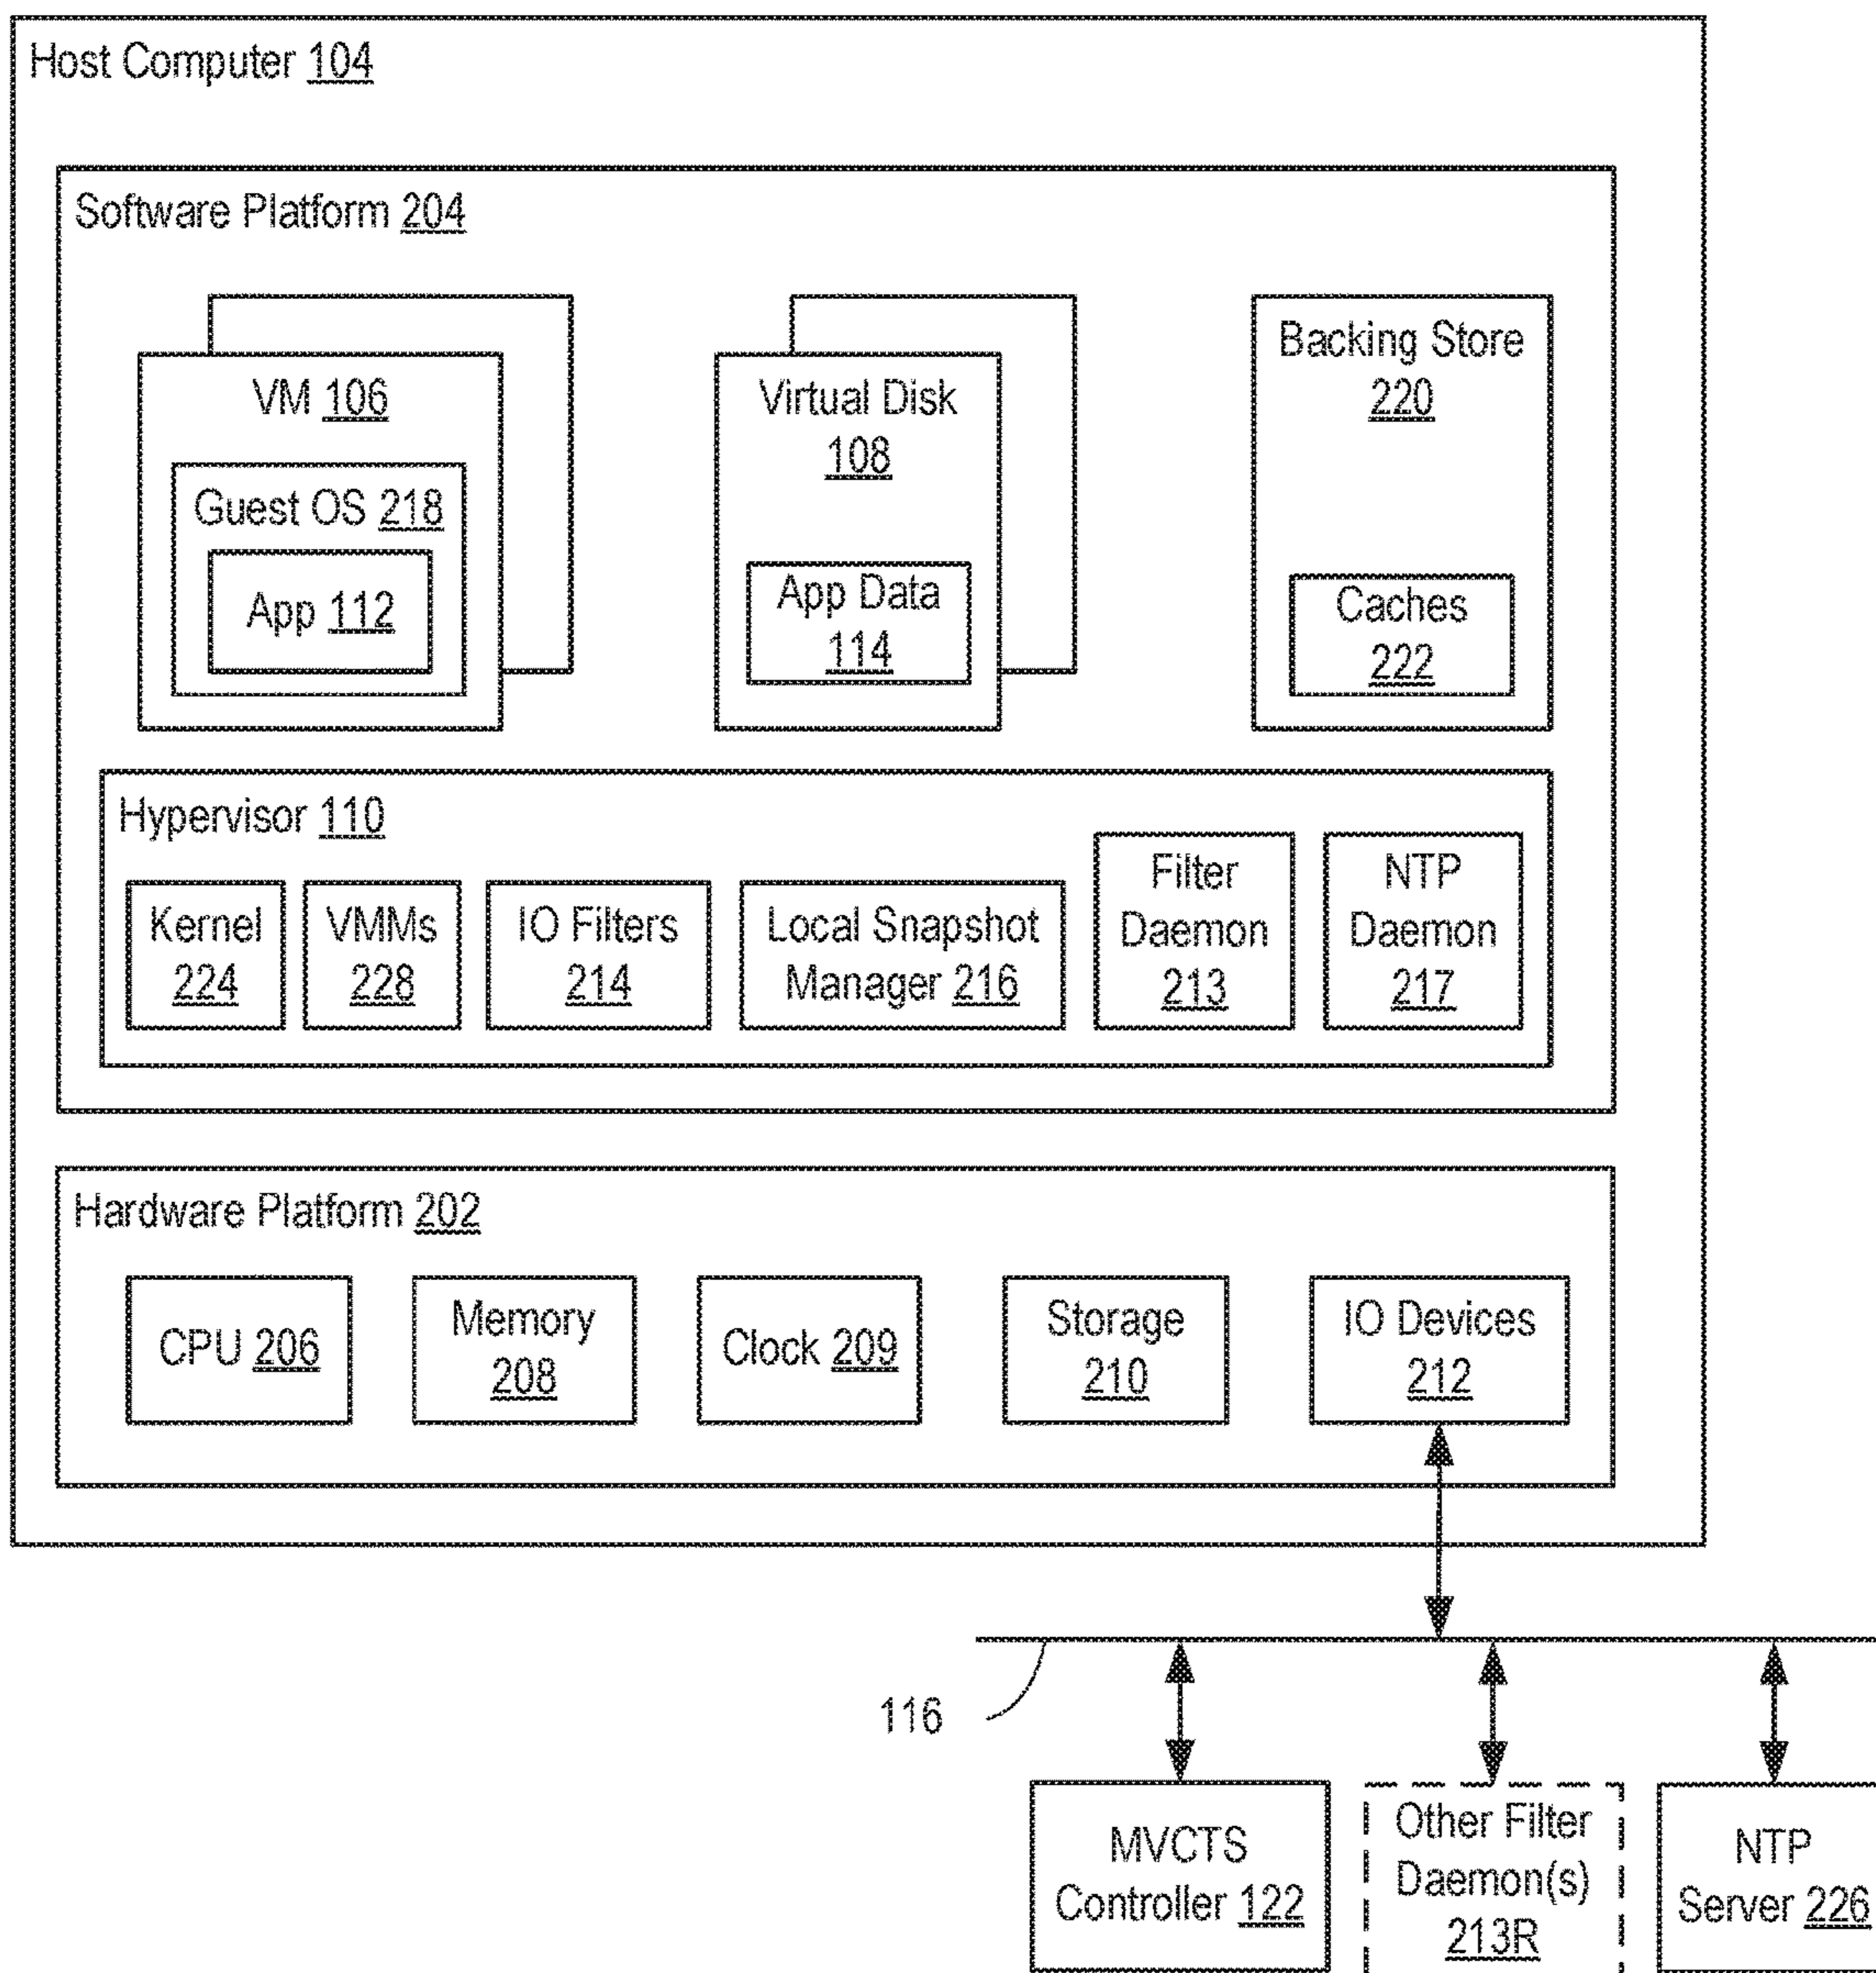 Host Computer 104
Software Platform 204
VM 106
Guest OS 218
App 112
Virtual Disk
108
App Data
114
Backing Store
220
Caches
222
Hypervisor 110
Kernel
224
VMMs
228
IO Filters
214
Local Snapshot
Manager 216
Filter
Daemon
213
NTP
Daemon
217
Hardware Platform 202
CPU 206
Memory
208
Clock 209
Storage
210
IO Devices
212
116
MVCTS
Controller 122
Other Filter
Daemon(s)
213R
NTP
Server 226